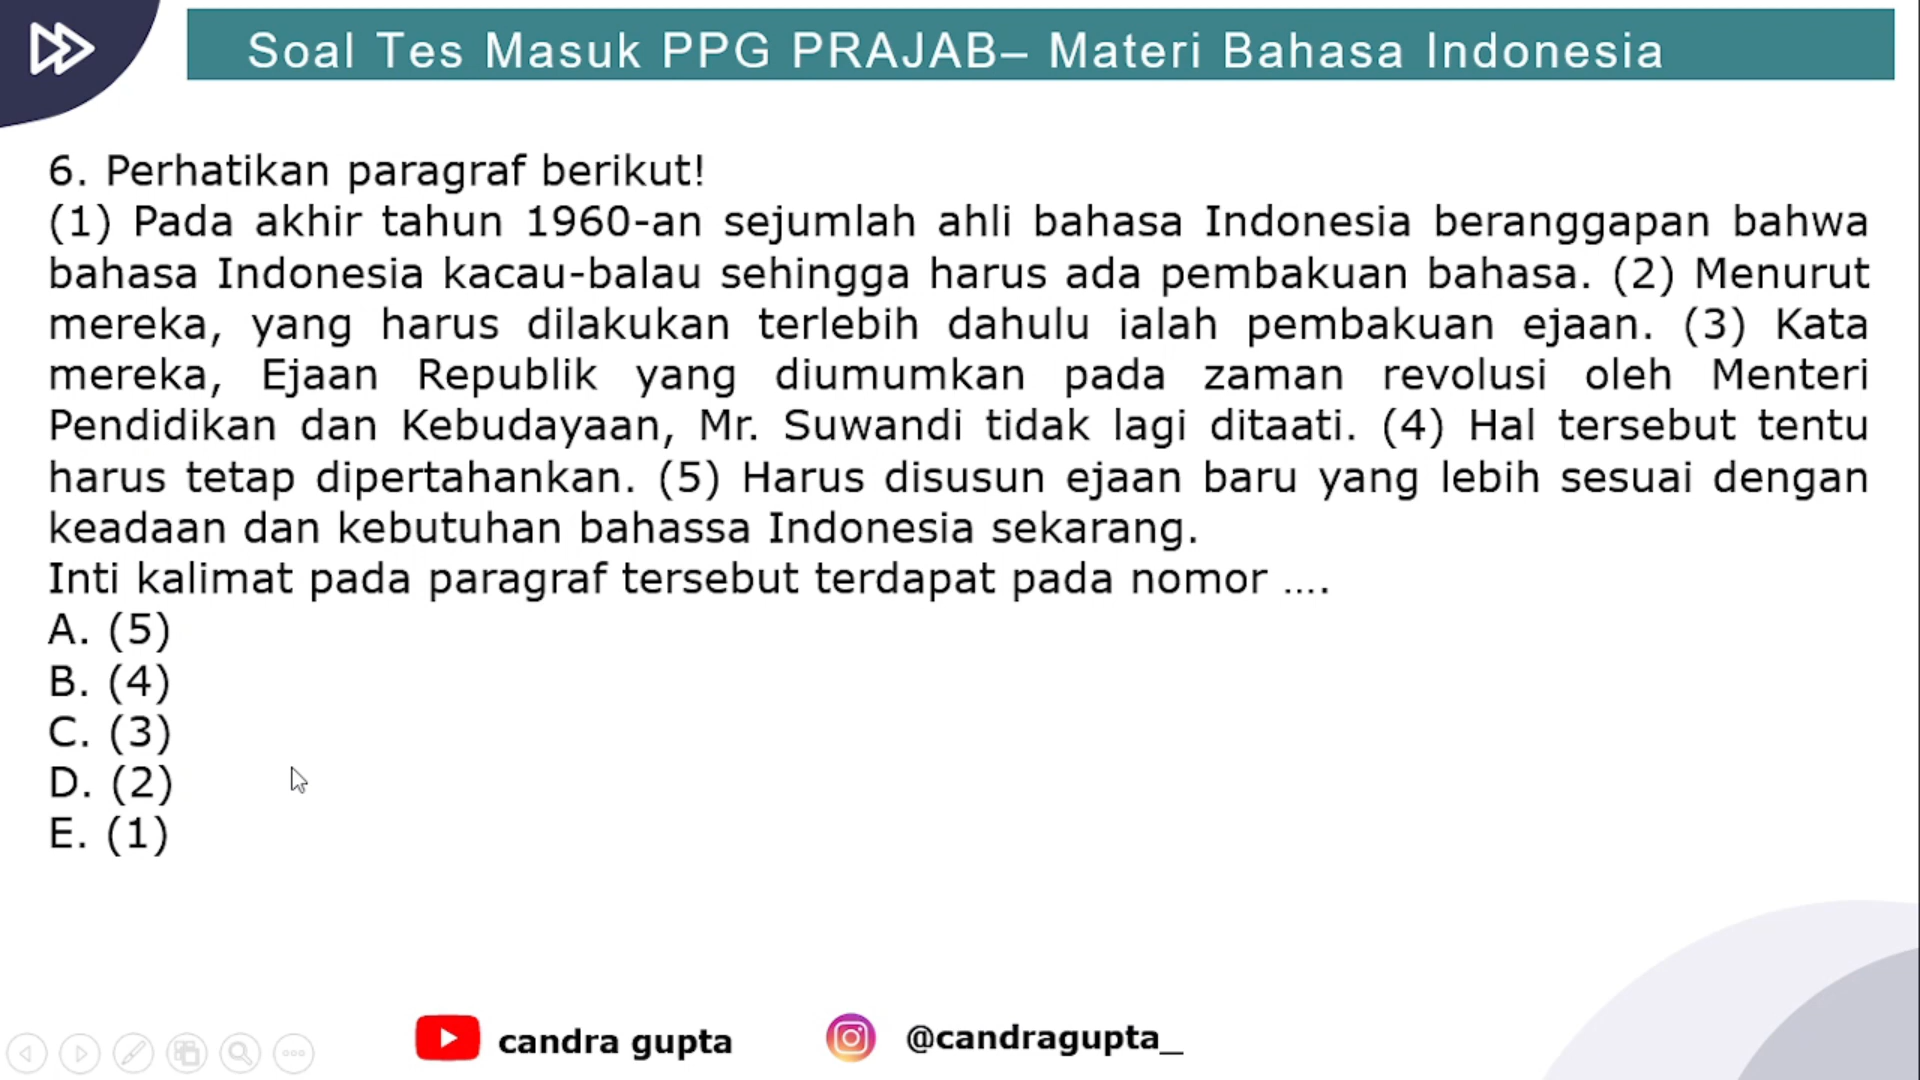 Soal Tes Masuk PPG PRAJAB– Materi Bahasa Indonesia
6. Perhatikan paragraf berikut!
(1) Pada akhir tahun 1960-an sejumlah ahli bahasa Indonesia beranggapan bahwa
bahasa Indonesia kacau-balau sehingga harus ada pembakuan bahasa. (2) Menurut
mereka, yang harus dilakukan terlebih dahulu ialah pembakuan ejaan. (3) Kata
mereka, Ejaan Republik yang diumumkan pada zaman revolusi oleh Menteri
Pendidikan dan Kebudayaan, Mr. Suwandi tidak lagi ditaati. (4) Hal tersebut tentu
harus tetap dipertahankan. (5) Harus disusun ejaan baru yang lebih sesuai dengan
keadaan dan kebutuhan bahassa Indonesia sekarang.
Inti kalimat pada paragraf tersebut terdapat pada nomor ....
A. (5)
B. (4)
C. (3)
D. (2)
E. (1)
candra gupta
@candragupta_